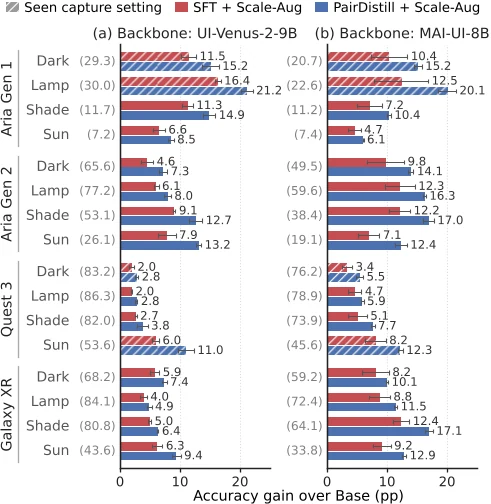 Seen capture setting SFT + Scale-Aug PairDistill + Scale-Aug
(a) Backbone: UI-Venus-2-9B (b) Backbone: MAI-UI-8B
Aria Gen 1
Dark (29.3) 11.5 15.2 (20.7) 10.4 15.2
Lamp (30.0) 16.4 21.2 (22.6) 12.5 20.1
Shade (11.7) 11.3 14.9 (11.2) 7.2 10.4
Sun (7.2) 6.6 8.5 (7.4) 4.7 6.1
Aria Gen 2
Dark (65.6) 4.6 7.3 (49.5) 9.8 14.1
Lamp (77.2) 6.1 8.0 (59.6) 12.3 16.3
Shade (53.1) 9.1 12.7 (38.4) 12.2 17.0
Sun (26.1) 7.9 13.2 (19.1) 7.1 12.4
Quest 3
Dark (83.2) 2.0 2.8 (76.2) 3.4 5.5
Lamp (86.3) 2.0 2.8 (78.9) 4.7 5.9
Shade (82.0) 2.7 3.8 (73.9) 5.1 7.7
Sun (53.6) 6.0 11.0 (45.6) 8.2 12.3
Galaxy XR
Dark (68.2) 5.9 7.4 (59.2) 8.2 10.1
Lamp (84.1) 4.0 4.9 (72.4) 8.8 11.5
Shade (80.8) 5.0 6.4 (64.1) 12.4 17.1
Sun (43.6) 6.3 9.4 (33.8) 9.2 12.9
0 10 20 0 10 20
Accuracy gain over Base (pp)